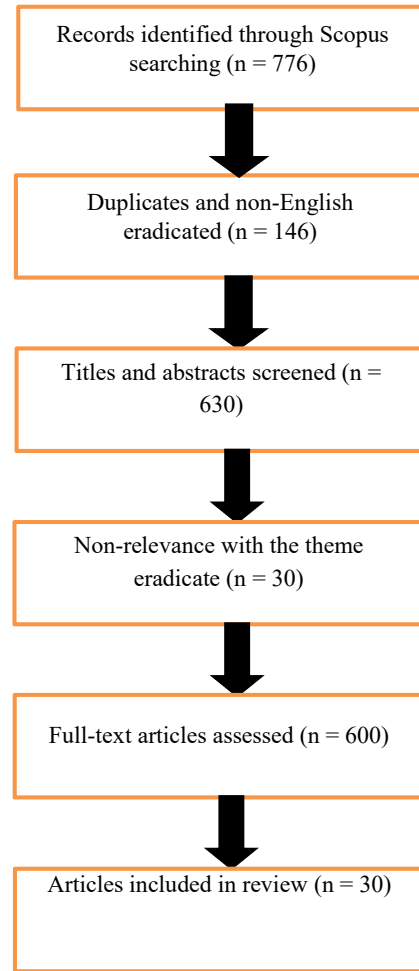 Records identified through Scopus
searching (n = 776)
Duplicates and non-English
eradicated (n = 146)
Titles and abstracts screened (n =
630)
Non-relevance with the theme
eradicate (n = 30)
Full-text articles assessed (n = 600)
Articles included in review (n = 30)